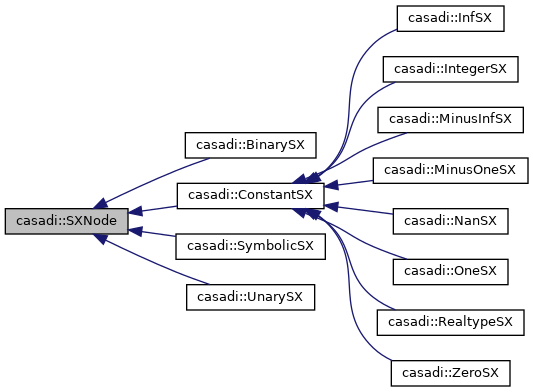 casadi::InfSX
casadi::IntegerSX
casadi::MinusInfSX
casadi::BinarySX
casadi::MinusOneSX
casadi::ConstantSX
casadi::SXNode
casadi::NanSX
casadi::SymbolicSX
casadi::OneSX
casadi::UnarySX
casadi::RealtypeSX
casadi::ZeroSX